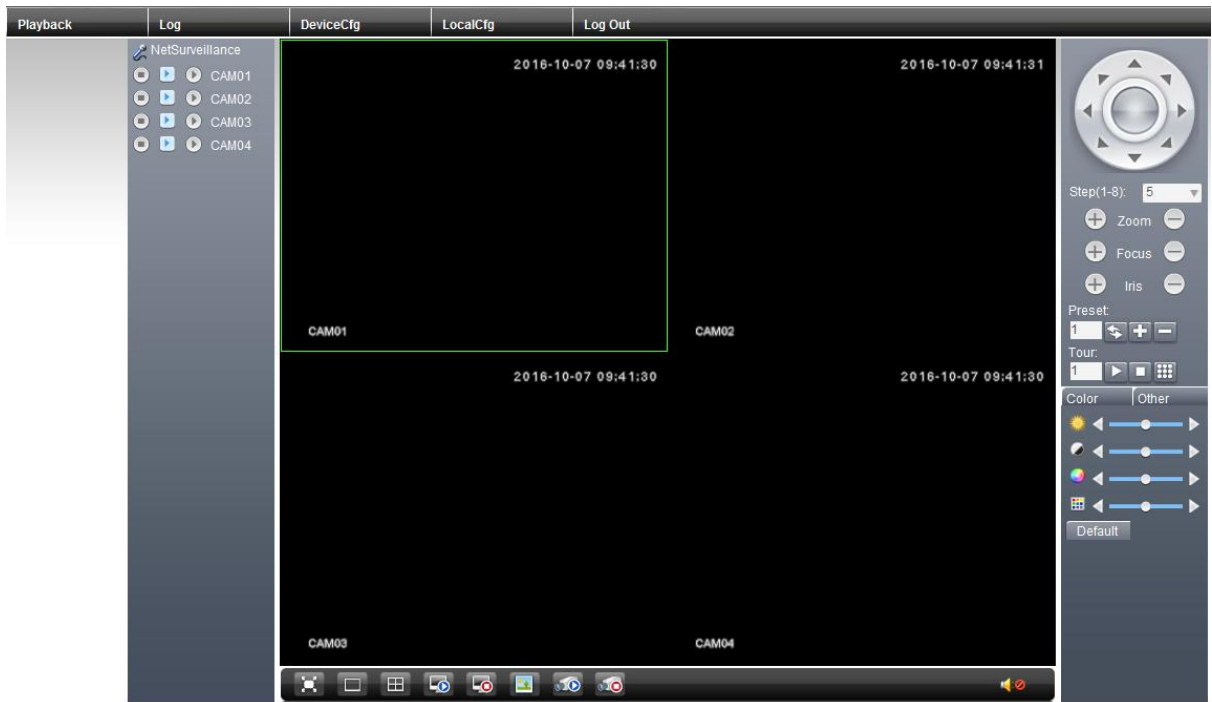 Playback Log DeviceCfg LocalCfg Log Out
NetSurveillance
CAM01
CAM02
CAM03
CAM04
2016-10-07 09:41:30
CAM01
2016-10-07 09:41:31
CAM02
2016-10-07 09:41:30
CAM03
2016-10-07 09:41:30
CAM04
Step(1-8): 5
Zoom
Focus
Iris
Preset:
1
Tour:
1
Color Other
Default